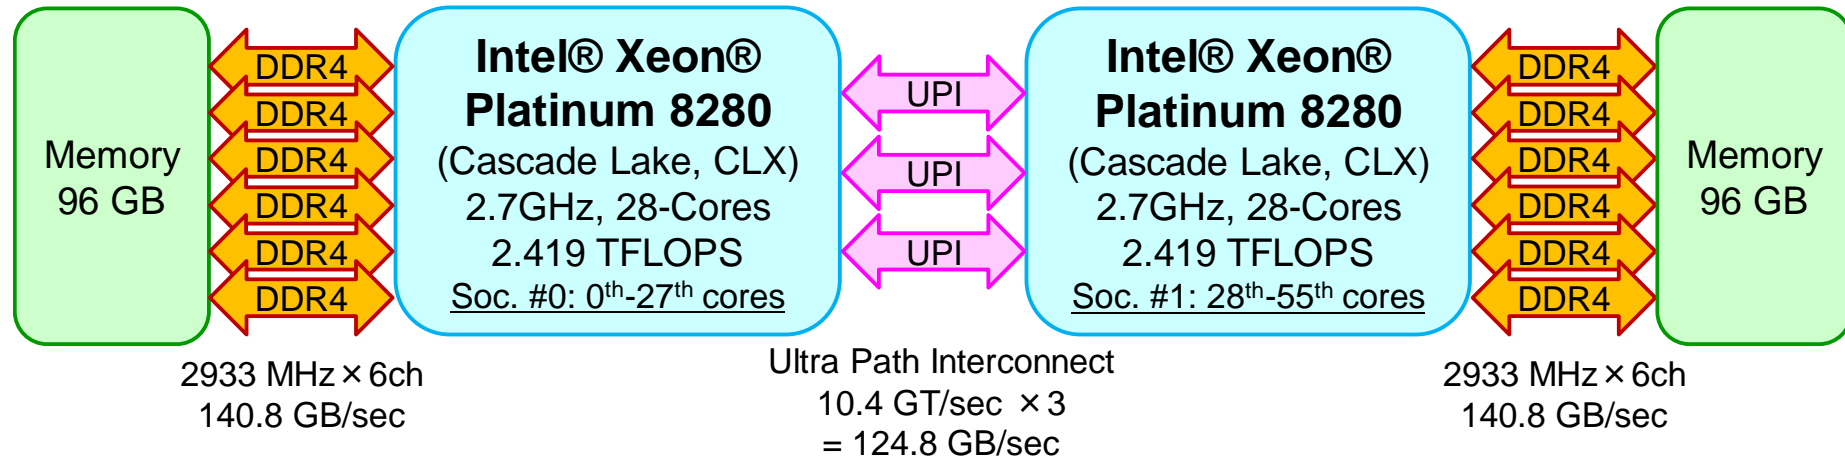 Memory
96 GB
DDR4
DDR4
DDR4
DDR4
DDR4
DDR4
2933 MHz×6ch
140.8 GB/sec
Intel® Xeon®
Platinum 8280
(Cascade Lake, CLX)
2.7GHz, 28-Cores
2.419 TFLOPS
Soc. #0: 0th-27th cores
UPI
UPI
UPI
Ultra Path Interconnect
10.4 GT/sec ×3
= 124.8 GB/sec
Intel® Xeon®
Platinum 8280
(Cascade Lake, CLX)
2.7GHz, 28-Cores
2.419 TFLOPS
Soc. #1: 28th-55th cores
DDR4
DDR4
DDR4
DDR4
DDR4
DDR4
2933 MHz×6ch
140.8 GB/sec
Memory
96 GB